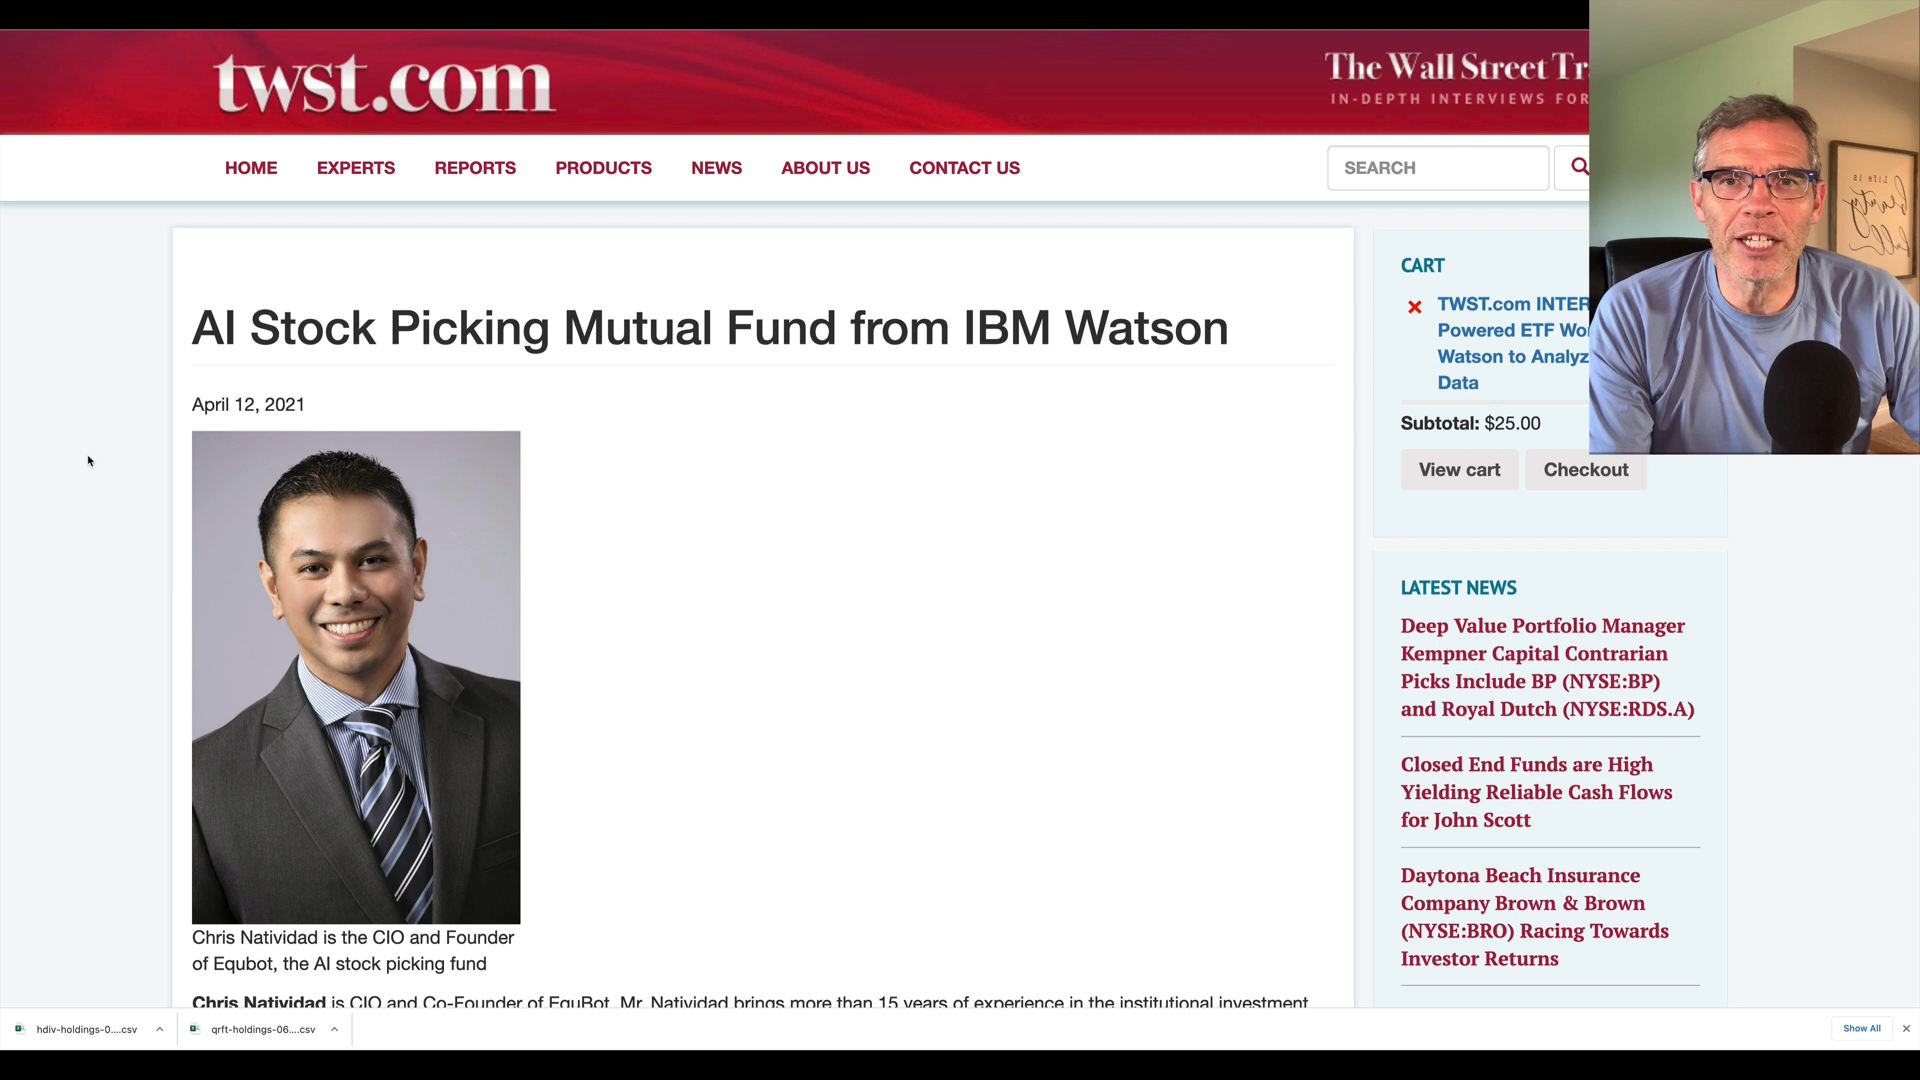 twst.com
The Wall Street Tr
IN-DEPTH INTERVIEWS FOR
HOME EXPERTS REPORTS PRODUCTS NEWS ABOUT US CONTACT US
SEARCH
AI Stock Picking Mutual Fund from IBM Watson
April 12, 2021
Chris Natividad is the CIO and Founder
of Equbot, the AI stock picking fund
Chris Natividad is CIO and Co-Founder of EquBot. Mr. Natividad brings more than 15 years of experience in the institutional investment
CART
TWST.com INTER
Powered ETF Wo
Watson to Analyz
Data
Subtotal: $25.00
View cart Checkout
LATEST NEWS
Deep Value Portfolio Manager
Kempner Capital Contrarian
Picks Include BP (NYSE:BP)
and Royal Dutch (NYSE:RDS.A)
Closed End Funds are High
Yielding Reliable Cash Flows
for John Scott
Daytona Beach Insurance
Company Brown & Brown
(NYSE:BRO) Racing Towards
Investor Returns
Life is
hdiv-holdings-0....csv qrft-holdings-06....csv Show All